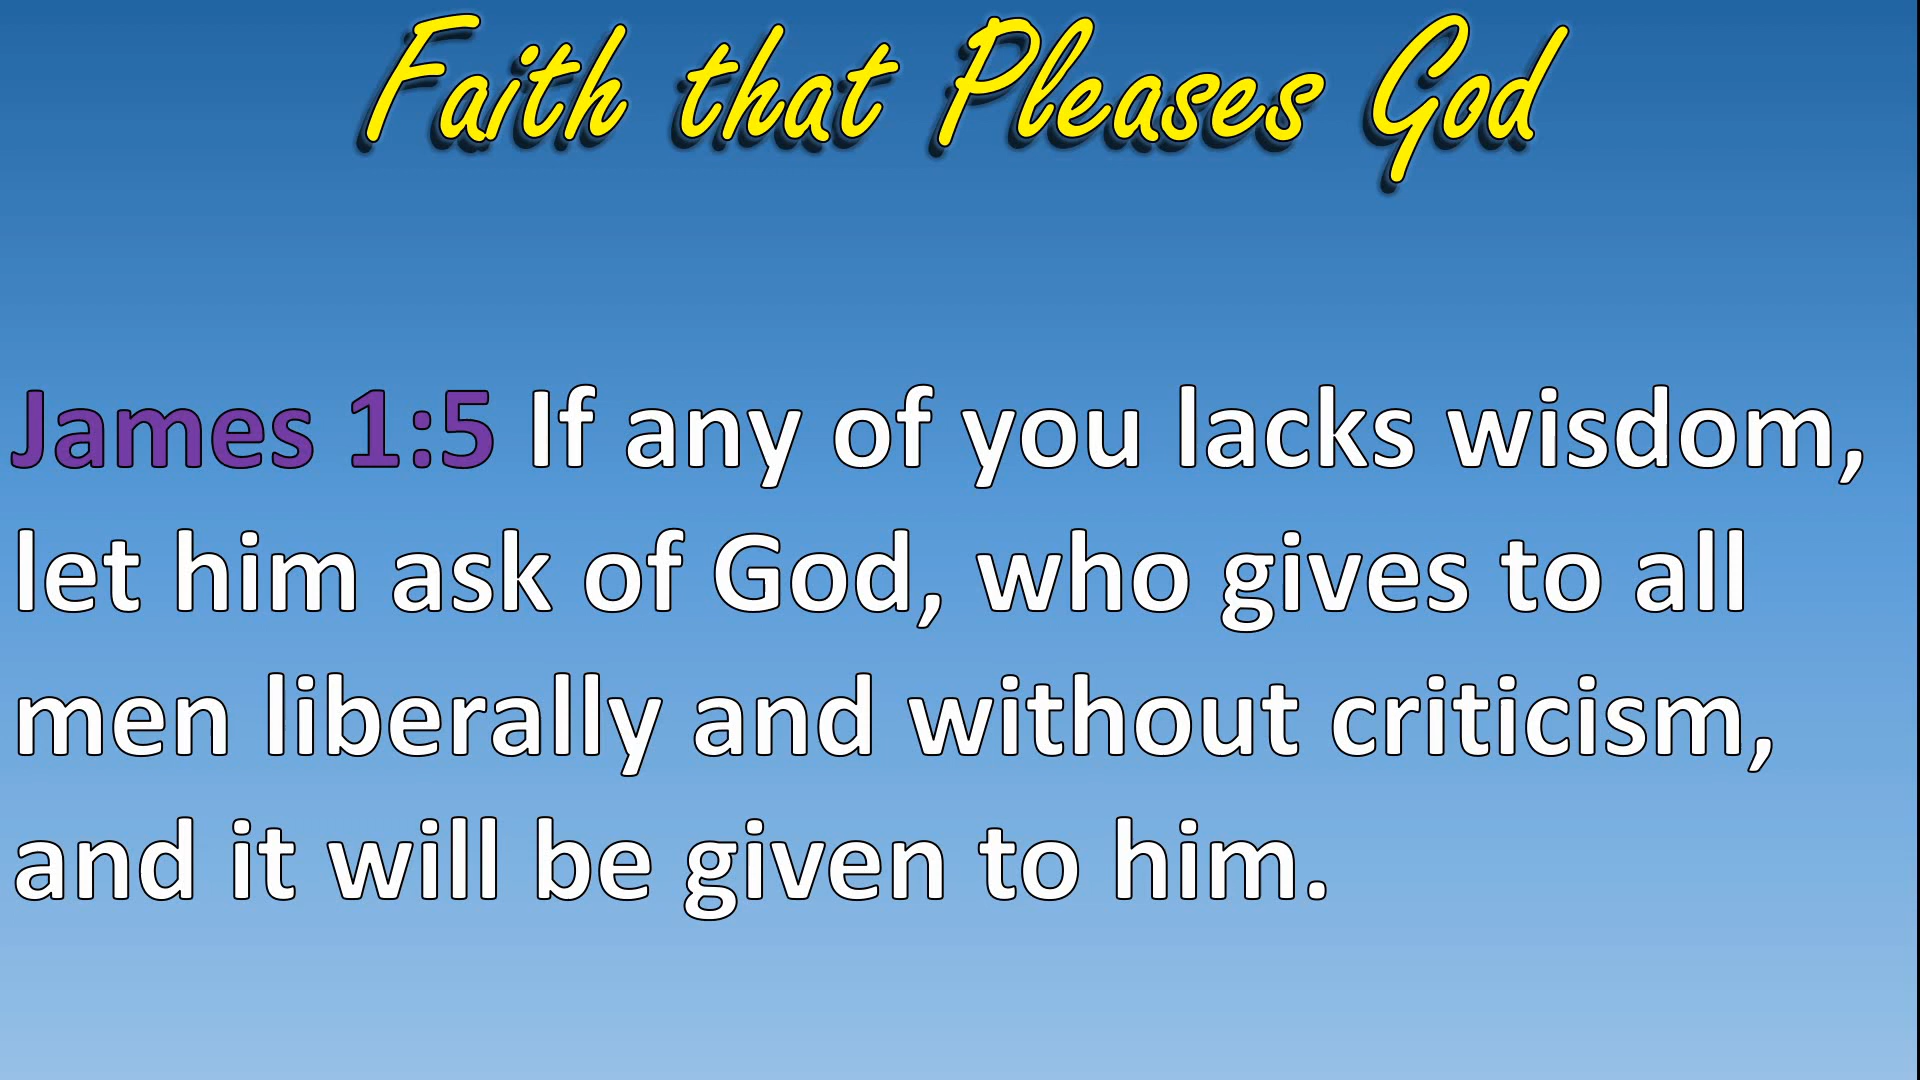 Faith that Pleases God
James 1:5 If any of you lacks wisdom,
let him ask of God, who gives to all
men liberally and without criticism,
and it will be given to him.